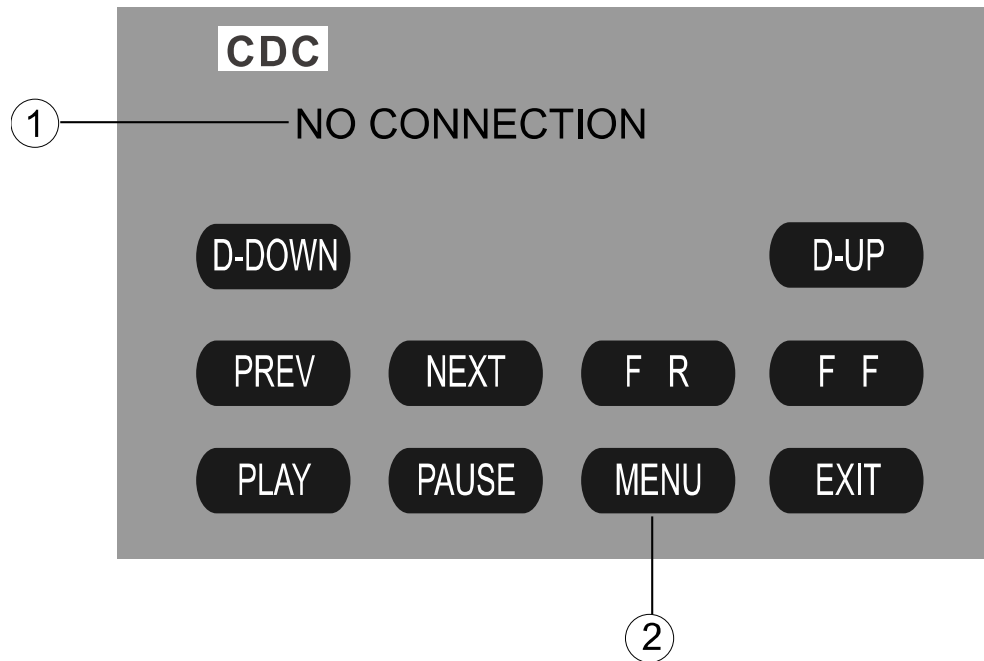 CDC
1 NO CONNECTION
D-DOWN D-UP
PREV NEXT F R F F
PLAY PAUSE MENU EXIT
2